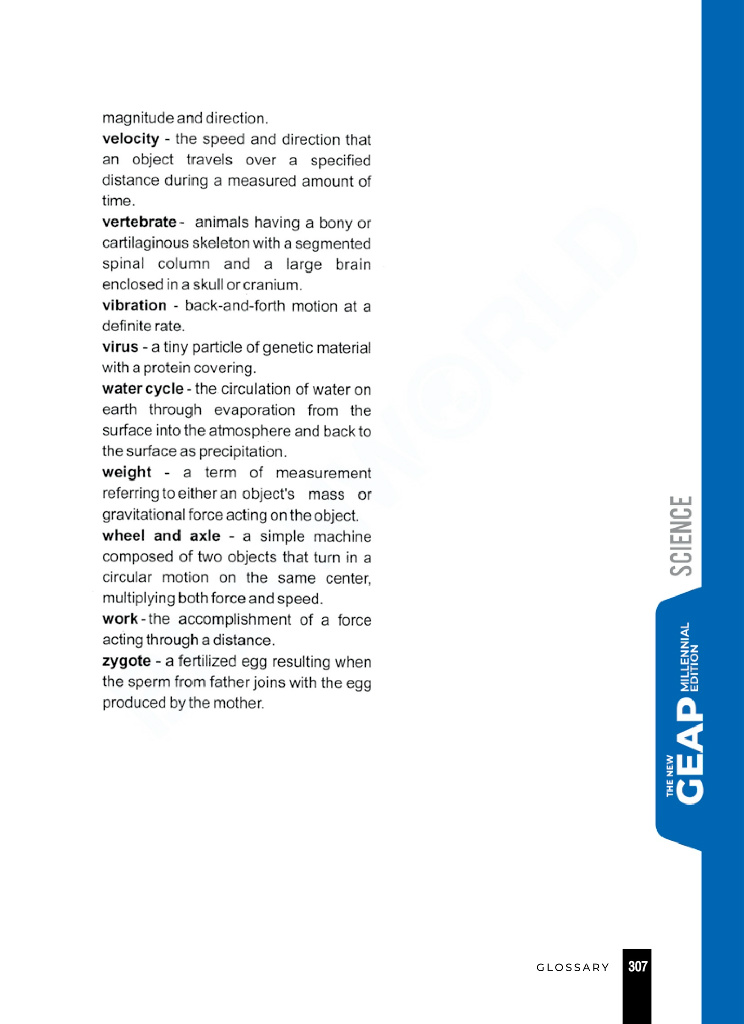 magnitude and direction.
velocity - the speed and direction that
an object travels over a specified
distance during a measured amount of
time.
vertebrate - animals having a bony or
cartilaginous skeleton with a segmented
spinal column and a large brain
enclosed in a skull or cranium.
vibration - back-and-forth motion at a
definite rate.
virus - a tiny particle of genetic material
with a protein covering.
water cycle - the circulation of water on
earth through evaporation from the
surface into the atmosphere and back to
the surface as precipitation.
weight - a term of measurement
referring to either an object's mass or
gravitational force acting on the object.
wheel and axle - a simple machine
composed of two objects that turn in a
circular motion on the same center,
multiplying both force and speed.
work - the accomplishment of a force
acting through a distance.
zygote - a fertilized egg resulting when
the sperm from father joins with the egg
produced by the mother.
SCIENCE
THE NEW
GEAP
MILLENNIAL
EDITION
GLOSSARY 307